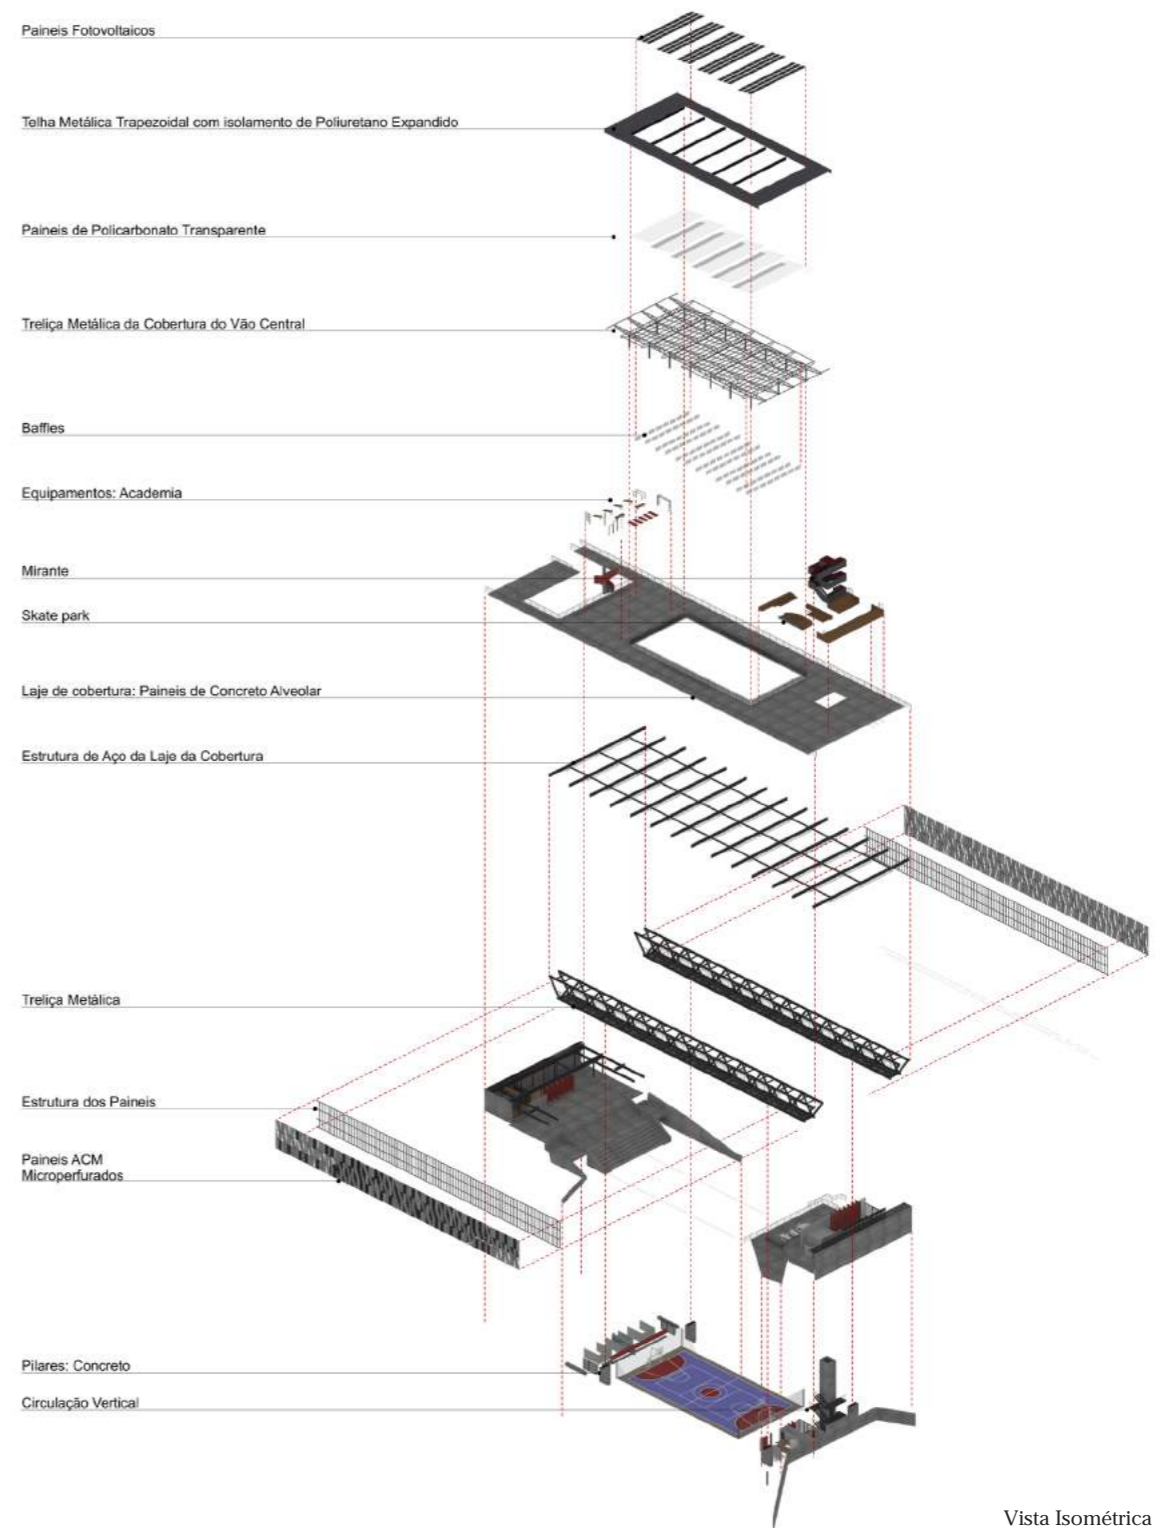 Paineis Fotovoltaicos
Telha Metálica Trapezoidal com isolamento de Poliuretano Expandido
Paineis de Policarbonato Transparente
Treliça Metálica da Cobertura do Vão Central
Baffles
Equipamentos: Academia
Mirante
Skate park
Laje de cobertura: Paineis de Concreto Alveolar
Estrutura de Aço da Laje da Cobertura
Treliça Metálica
Estrutura dos Paineis
Paineis ACM
Microperfurados
Pilares: Concreto
Circulação Vertical
Vista Isométrica